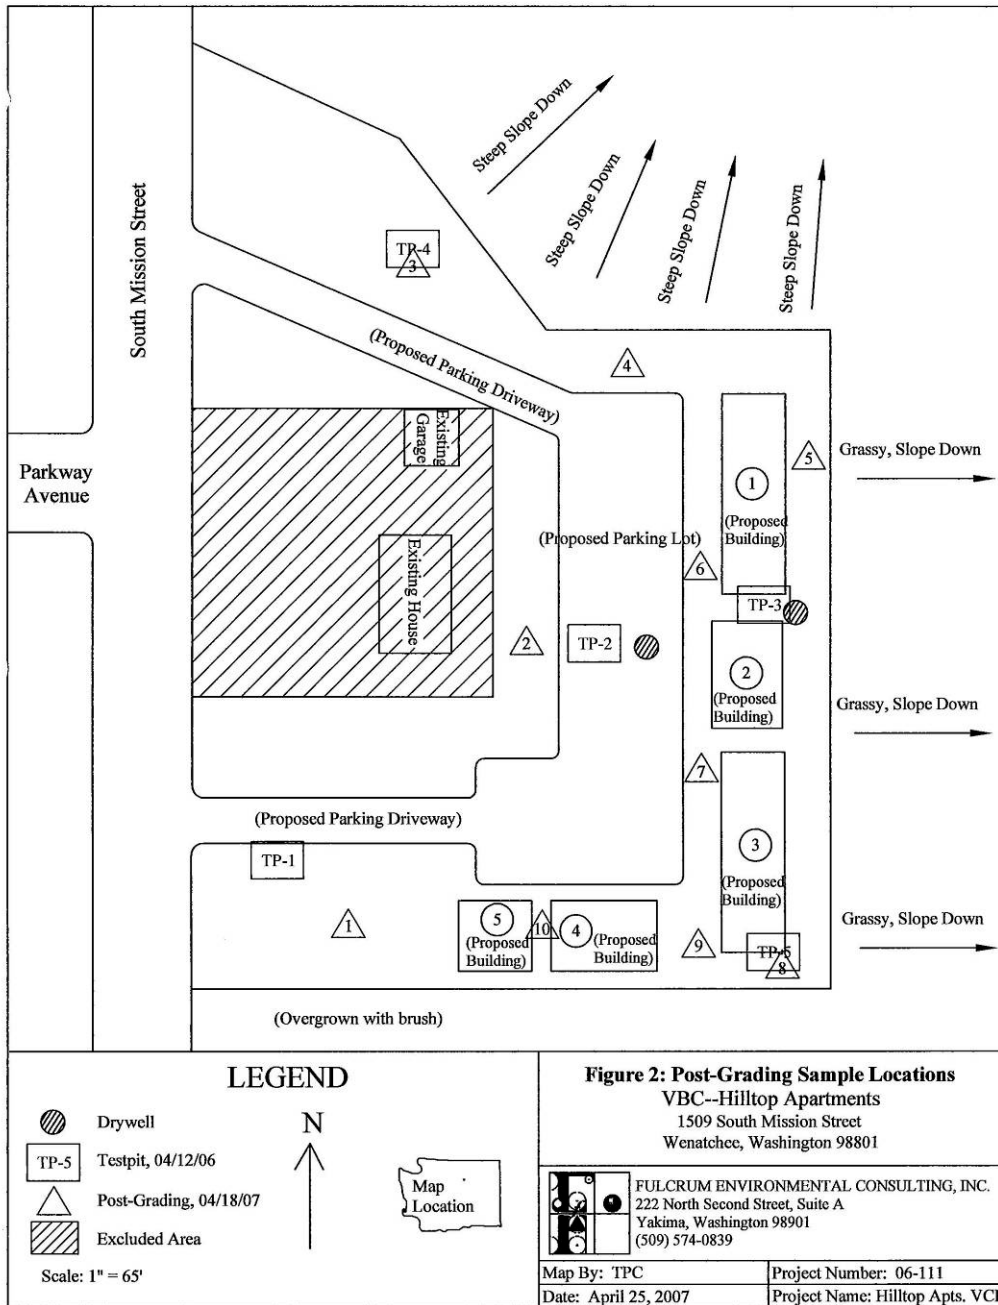 Steep Slope Down
Steep Slope Down
Steep Slope Down
Steep Slope Down
South Mission Street
TP-4
3
(Proposed Parking Driveway)
4
Existing
Garage
Parkway
Avenue
5
Grassy, Slope Down
1
(Proposed
Building)
(Proposed Parking Lot)
6
Existing House
TP-3
2
TP-2
2
(Proposed
Building)
Grassy, Slope Down
7
(Proposed Parking Driveway)
TP-1
3
(Proposed
Building)
1
5
(Proposed
Building)
10
4
(Proposed
Building)
9
TP-5
8
Grassy, Slope Down
(Overgrown with brush)
LEGEND
Drywell
TP-5
Testpit, 04/12/06
Post-Grading, 04/18/07
Excluded Area
Scale: 1" = 65'
N
Map
Location
Figure 2: Post-Grading Sample Locations
VBC--Hilltop Apartments
1509 South Mission Street
Wenatchee, Washington 98801
FULCRUM ENVIRONMENTAL CONSULTING, INC.
222 North Second Street, Suite A
Yakima, Washington 98901
(509) 574-0839
Map By: TPC
Project Number: 06-111
Date: April 25, 2007
Project Name: Hilltop Apts. VCP